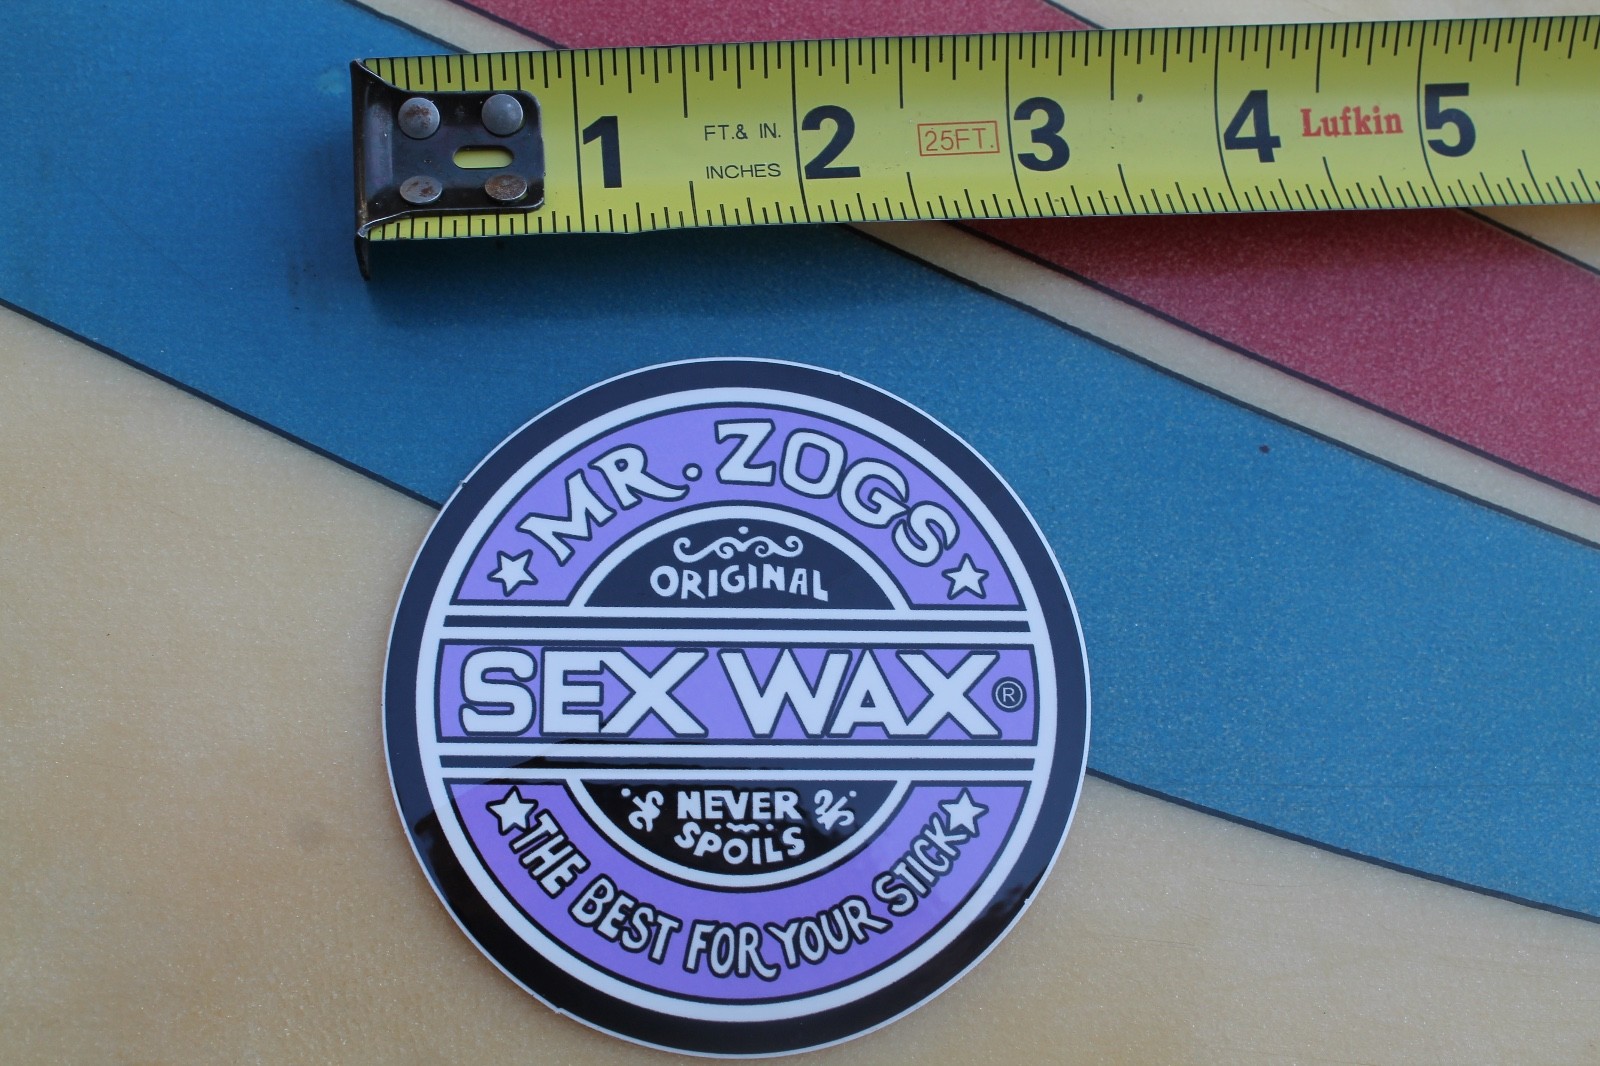 1 FT.& IN. INCHES 2 25FT. 3 4 Lufkin 5
MR. ZOGS
ORIGINAL
SEX WAX®
NEVER
SPOILS
THE BEST FOR YOUR STICK